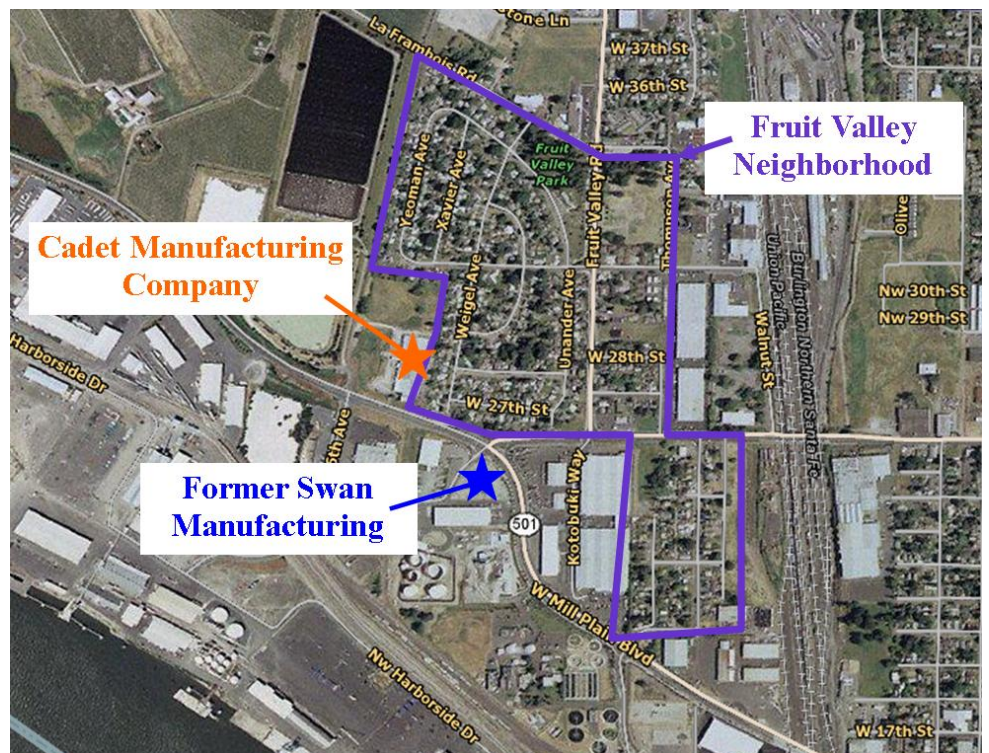 stone Ln
La Frambois Rd
W 37th St
W 36th St
Fruit Valley
Neighborhood
Fruit
Valley
Park
Fruit Valley Rd
Thompson Av
Yeoman Ave
Xavier Ave
Olive
Cadet Manufacturing
Company
Union Pacific
Burlington Northern Santa Fe
Nw 30th St
Nw 29th St
Weigel Ave
Unander Ave
Walnut St
Harborside Dr
W 28th St
W 27th St
6th Ave
Former Swan
Manufacturing
501
Kotobuki Way
W Mill Plain Blvd
Nw Harborside Dr
W 17th St